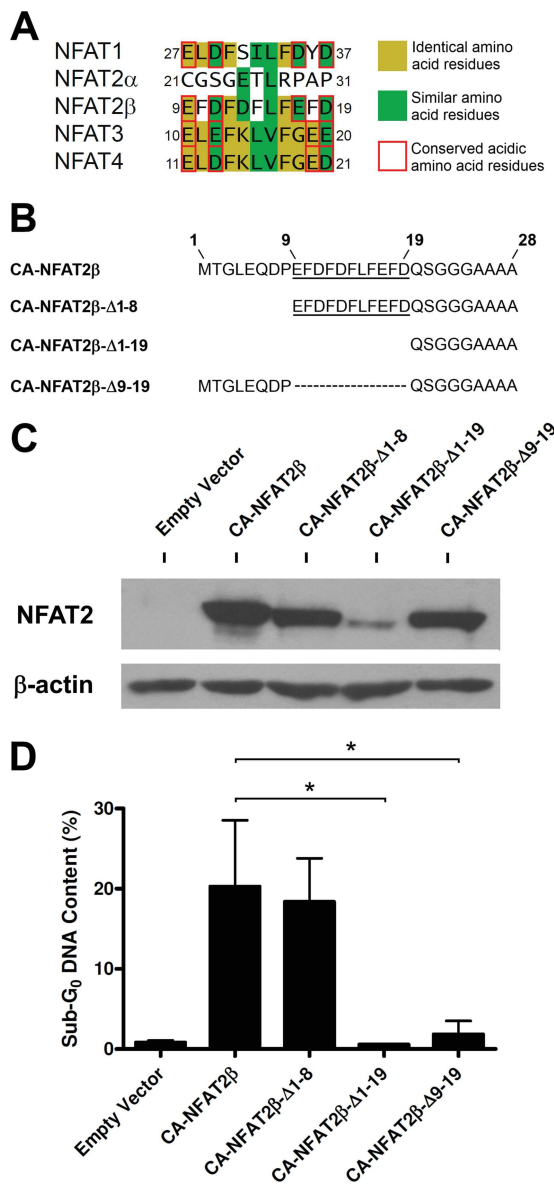 A
NFAT1 27 ELDFSILFDYD 37
NFAT2α 21 CGSGETLRPAP 31
NFAT2β 9 EFDFDFLFEFD 19
NFAT3 10 ELEFKLVFGEE 20
NFAT4 11 ELDFKLVFGED 21
Identical amino
acid residues
Similar amino
acid residues
Conserved acidic
amino acid residues
B
1 9 19 28
CA-NFAT2β MTGLEQDPEFDFDFLFEFDQSGGGAAAA
CA-NFAT2β-Δ1-8 EFDFDFLFEFDQSGGGAAAA
CA-NFAT2β-Δ1-19 QSGGGAAAA
CA-NFAT2β-Δ9-19 MTGLEQDP-----------QSGGGAAAA
C
Empty Vector
CA-NFAT2β
CA-NFAT2β-Δ1-8
CA-NFAT2β-Δ1-19
CA-NFAT2β-Δ9-19
NFAT2
β-actin
D
*
*
Sub-G₀ DNA Content (%)
30
20
10
0
Empty Vector
CA-NFAT2β
CA-NFAT2β-Δ1-8
CA-NFAT2β-Δ1-19
CA-NFAT2β-Δ9-19